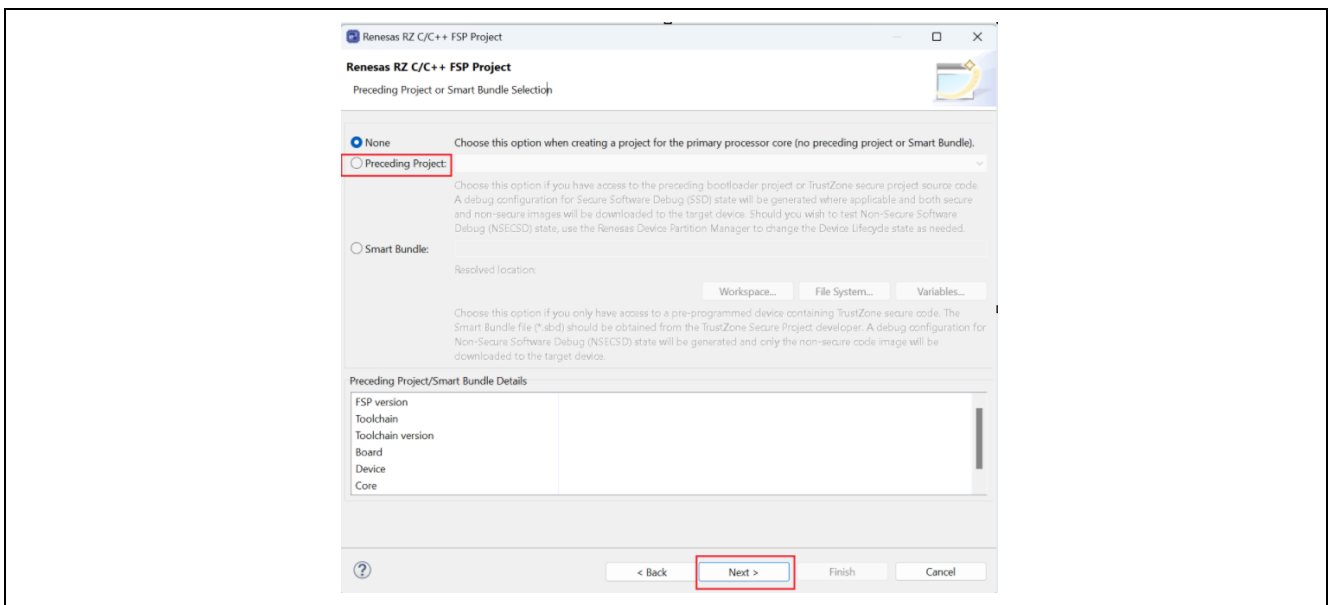 Renesas RZ C/C++ FSP Project
Renesas RZ C/C++ FSP Project
Preceding Project or Smart Bundle Selection
None
Choose this option when creating a project for the primary processor core (no preceding project or Smart Bundle).
Preceding Project:
Choose this option if you have access to the preceding bootloader project or TrustZone secure project source code.
A debug configuration for Secure Software Debug (SSD) state will be generated where applicable and both secure
and non-secure images will be downloaded to the target device. Should you wish to test Non-Secure Software
Debug (NSECSD) state, use the Renesas Device Partition Manager to change the Device Lifecycle state as needed.
Smart Bundle:
Resolved location:
Workspace... File System... Variables...
Choose this option if you only have access to a pre-programmed device containing TrustZone secure code. The
Smart Bundle file (*.sbd) should be obtained from the TrustZone Secure Project developer. A debug configuration for
Non-Secure Software Debug (NSECSD) state will be generated and only the non-secure code image will be
downloaded to the target device.
Preceding Project/Smart Bundle Details
FSP version
Toolchain
Toolchain version
Board
Device
Core
? < Back Next > Finish Cancel